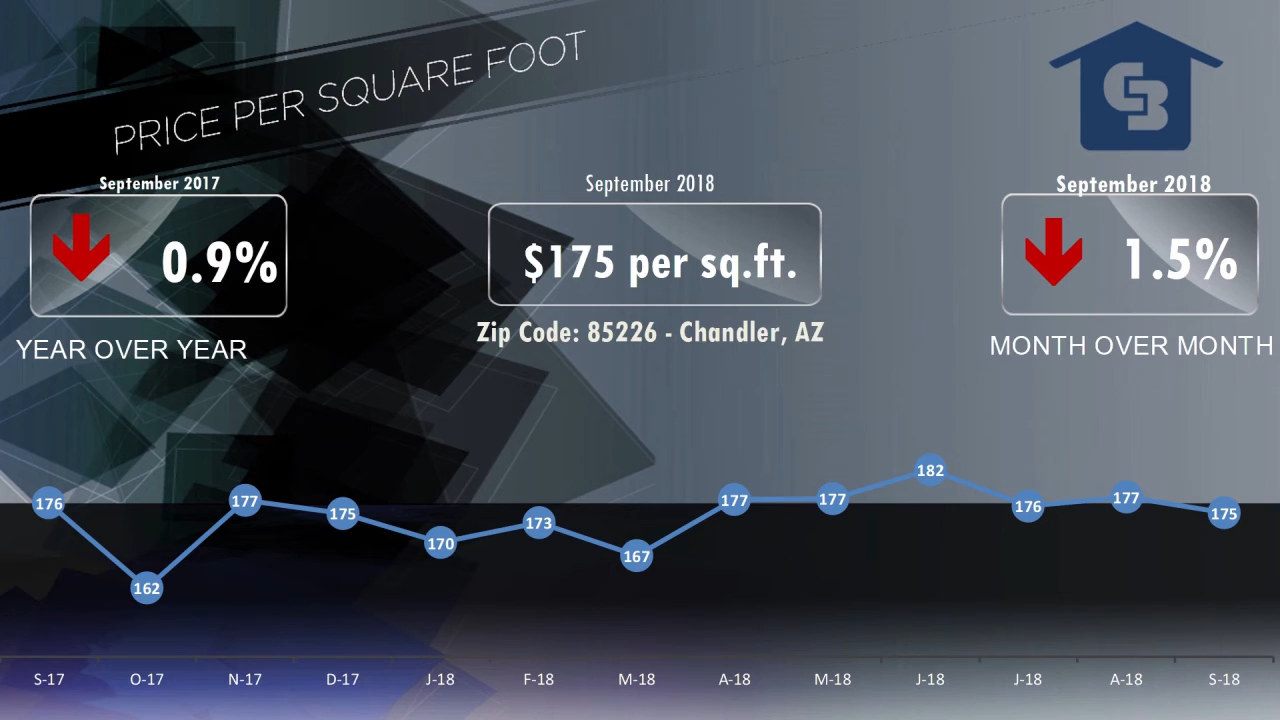 PRICE PER SQUARE FOOT
CB
September 2017
September 2018
September 2018
0.9%
$175 per sq.ft.
1.5%
Zip Code: 85226 - Chandler, AZ
YEAR OVER YEAR
MONTH OVER MONTH
176 162 177 175 170 173 167 177 177 182 176 177 175
S-17 O-17 N-17 D-17 J-18 F-18 M-18 A-18 M-18 J-18 J-18 A-18 S-18